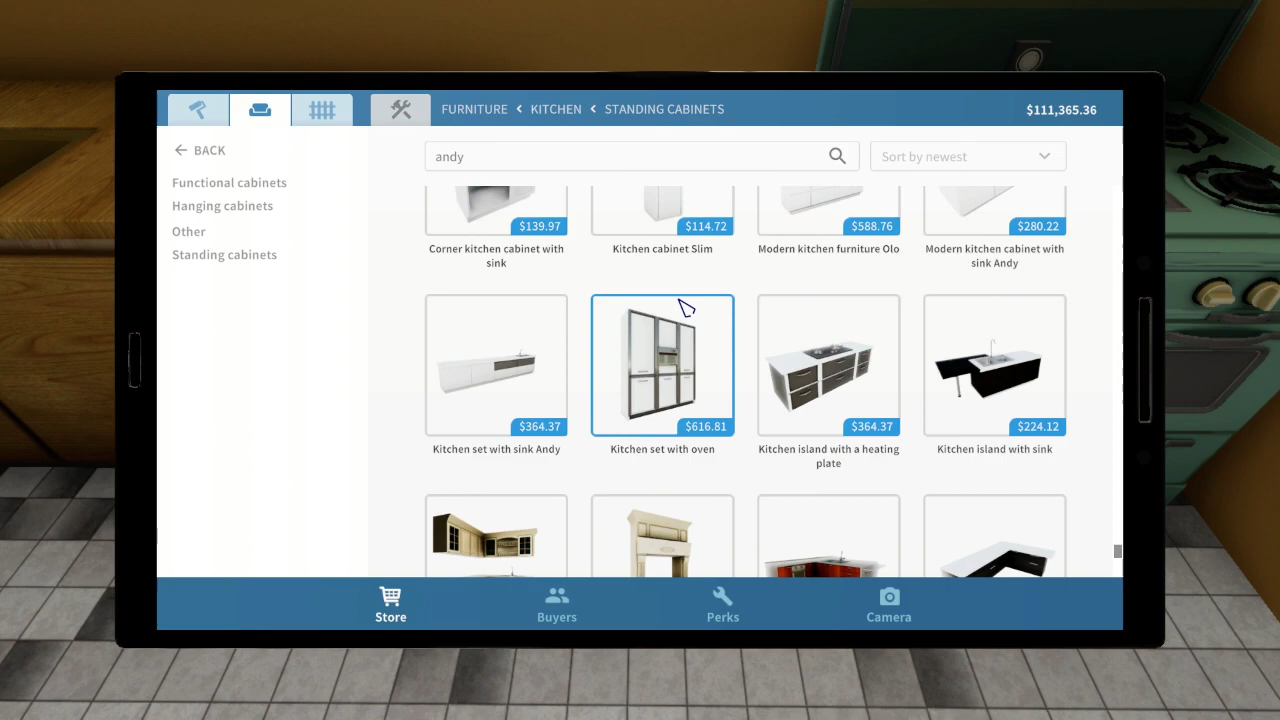 FURNITURE < KITCHEN < STANDING CABINETS
$111,365.36
BACK
andy
Sort by newest
Functional cabinets
Hanging cabinets
Other
Standing cabinets
$139.97
$114.72
$588.76
$280.22
Corner kitchen cabinet with
sink
Kitchen cabinet Slim
Modern kitchen furniture Olo
Modern kitchen cabinet with
sink Andy
$364.37
$616.81
$364.37
$224.12
Kitchen set with sink Andy
Kitchen set with oven
Kitchen island with a heating
plate
Kitchen island with sink
Store
Buyers
Perks
Camera